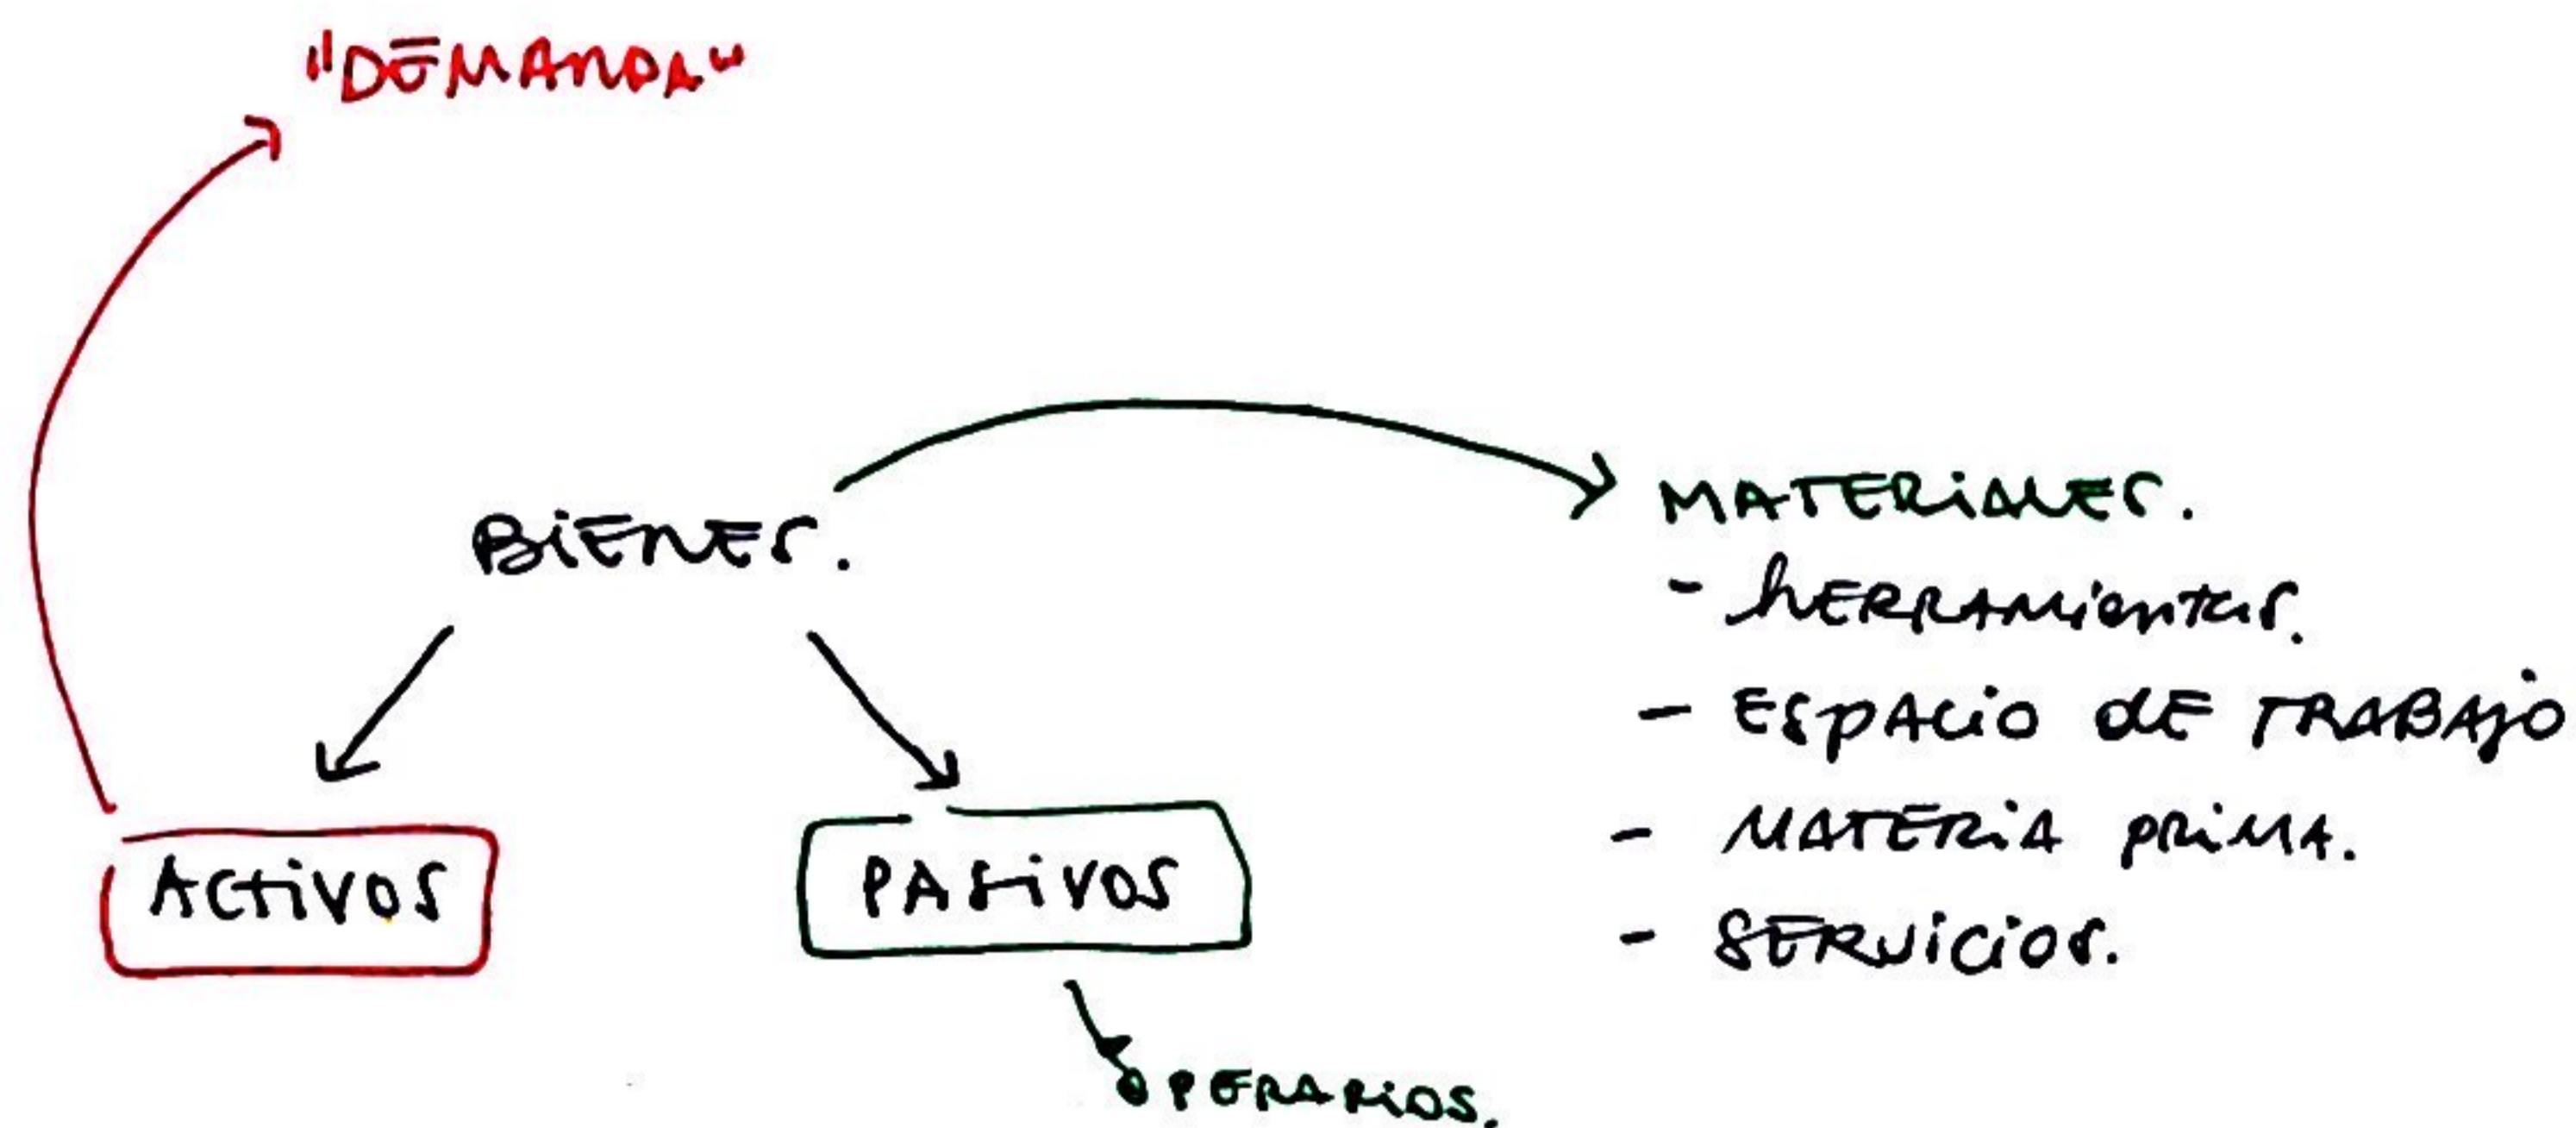 "DEMANDA"
BiENES.
MATERiALES.
- hERRAMientas.
- ESpACio dE TRABAjO
- MATERiA pRiMA.
- SERViCiOS.
ACtiVOS
PASiVOS
OPERARiOS.